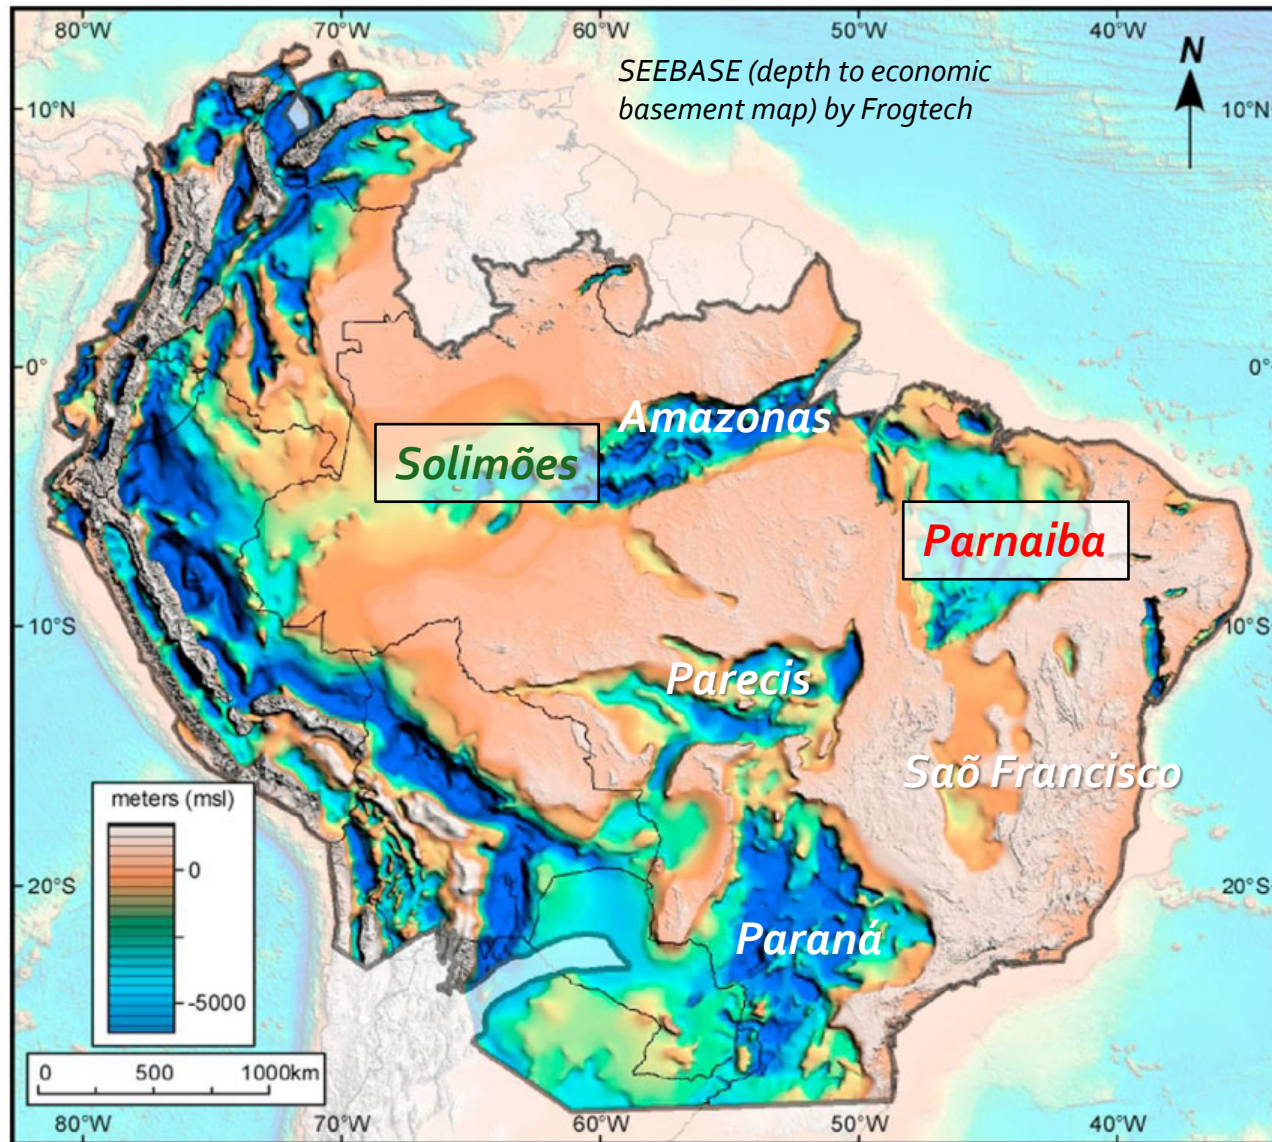 80°W 70°W 60°W 50°W 40°W
SEEBASE (depth to economic
basement map) by Frogtech
N
10°N 10°N
0° 0°
Amazonas
Solimões
Parnaiba
10°S 10°S
Parecis
Saõ Francisco
meters (msl)
0
-5000
20°S 20°S
Paraná
0 500 1000km
80°W 70°W 60°W 50°W 40°W